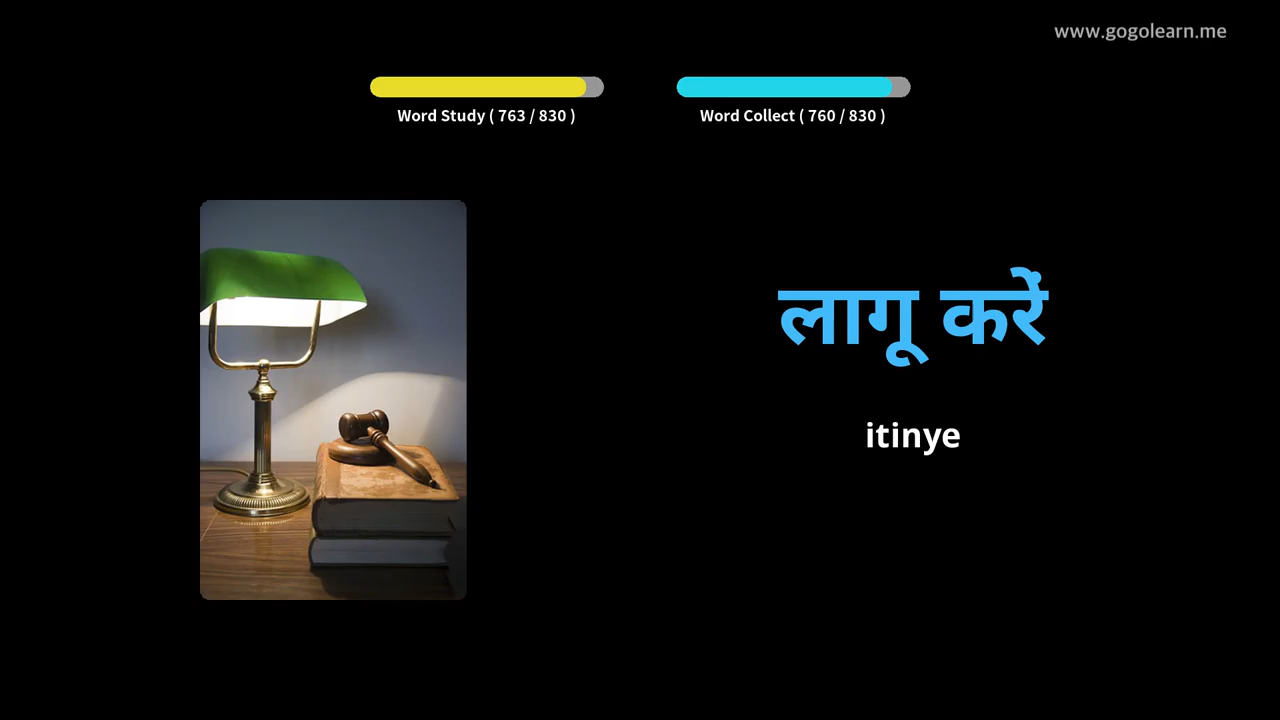 www.gogolearn.me
Word Study ( 763 / 830 )
Word Collect ( 760 / 830 )
लागू करें
itinye